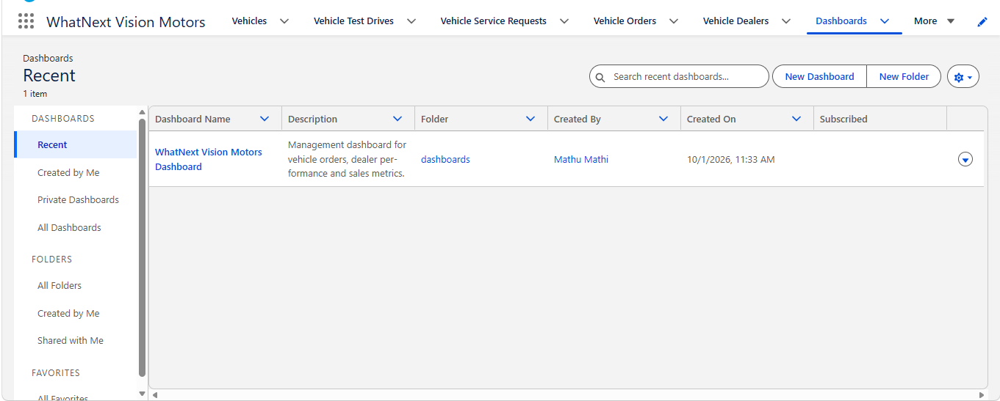 WhatNext Vision Motors
Vehicles
Vehicle Test Drives
Vehicle Service Requests
Vehicle Orders
Vehicle Dealers
Dashboards
More
Dashboards
Recent
1 item
Search recent dashboards...
New Dashboard
New Folder
DASHBOARDS
Recent
Created by Me
Private Dashboards
All Dashboards
FOLDERS
All Folders
Created by Me
Shared with Me
FAVORITES
All Favorites
Dashboard Name
Description
Folder
Created By
Created On
Subscribed
WhatNext Vision Motors
Dashboard
Management dashboard for
vehicle orders, dealer per-
formance and sales metrics.
dashboards
Mathu Mathi
10/1/2026, 11:33 AM